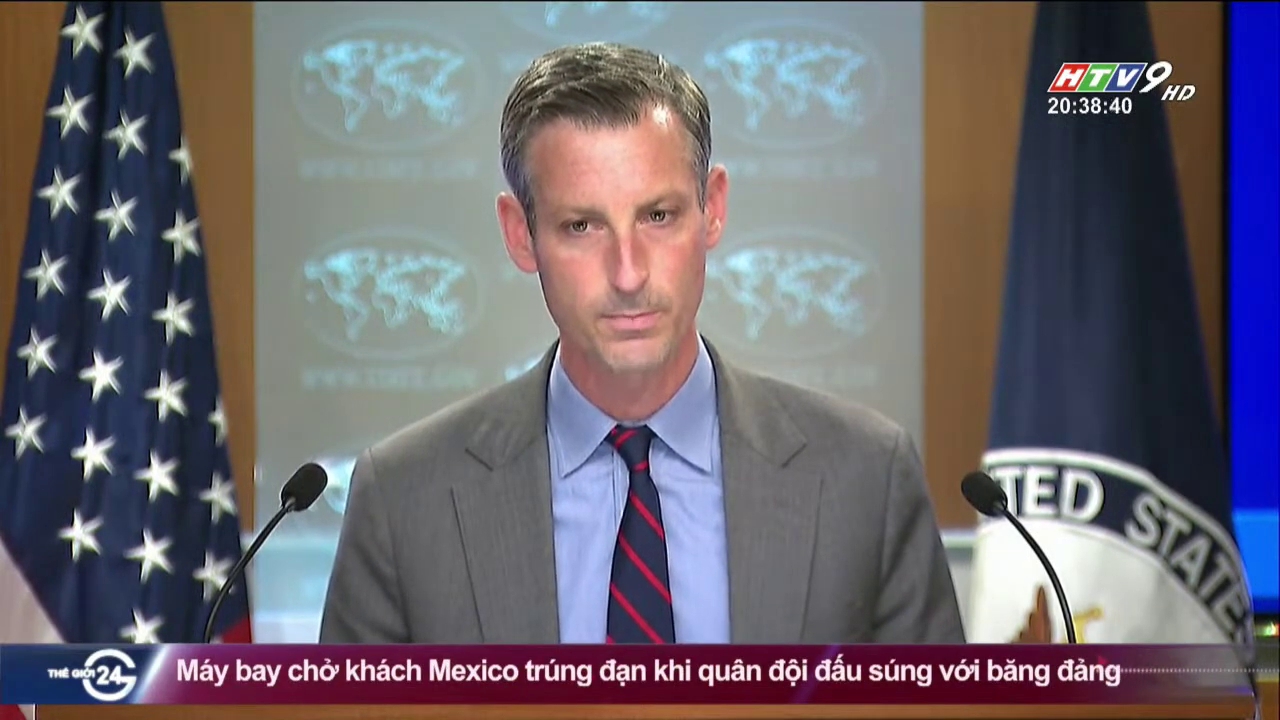 HTV9 HD
20:38:40
TED STATES
THẾ GIỚI 24G
Máy bay chở khách Mexico trúng đạn khi quân đội đấu súng với băng đảng